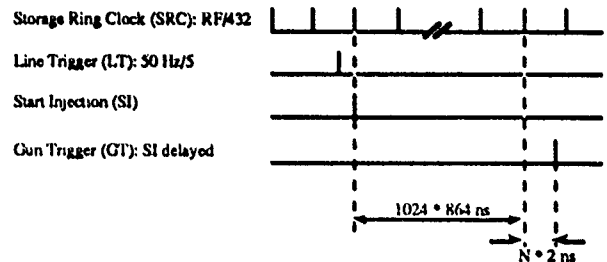 Storage Ring Clock (SRC): RF/432
Line Trigger (LT): 50 Hz/5
Start Injection (SI)
Gun Trigger (GT): SI delayed
1024 * 864 ns
N * 2 ns